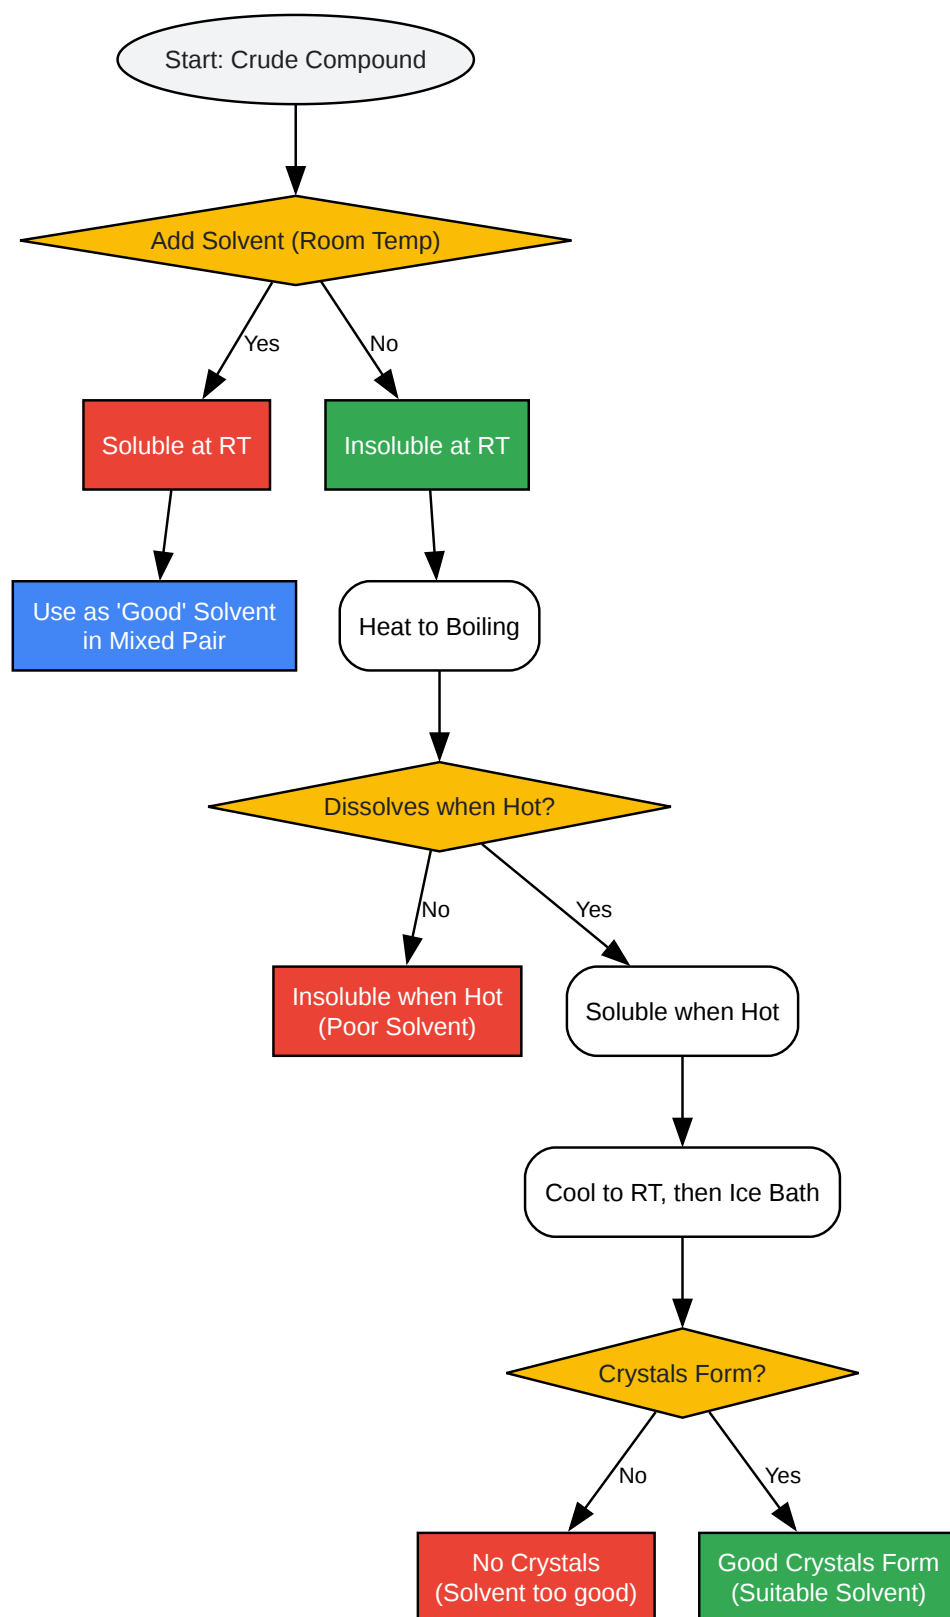 Start: Crude Compound
Add Solvent (Room Temp)
Yes
No
Soluble at RT
Insoluble at RT
Use as 'Good' Solvent
in Mixed Pair
Heat to Boiling
Dissolves when Hot?
No
Yes
Insoluble when Hot
(Poor Solvent)
Soluble when Hot
Cool to RT, then Ice Bath
Crystals Form?
No
Yes
No Crystals
(Solvent too good)
Good Crystals Form
(Suitable Solvent)